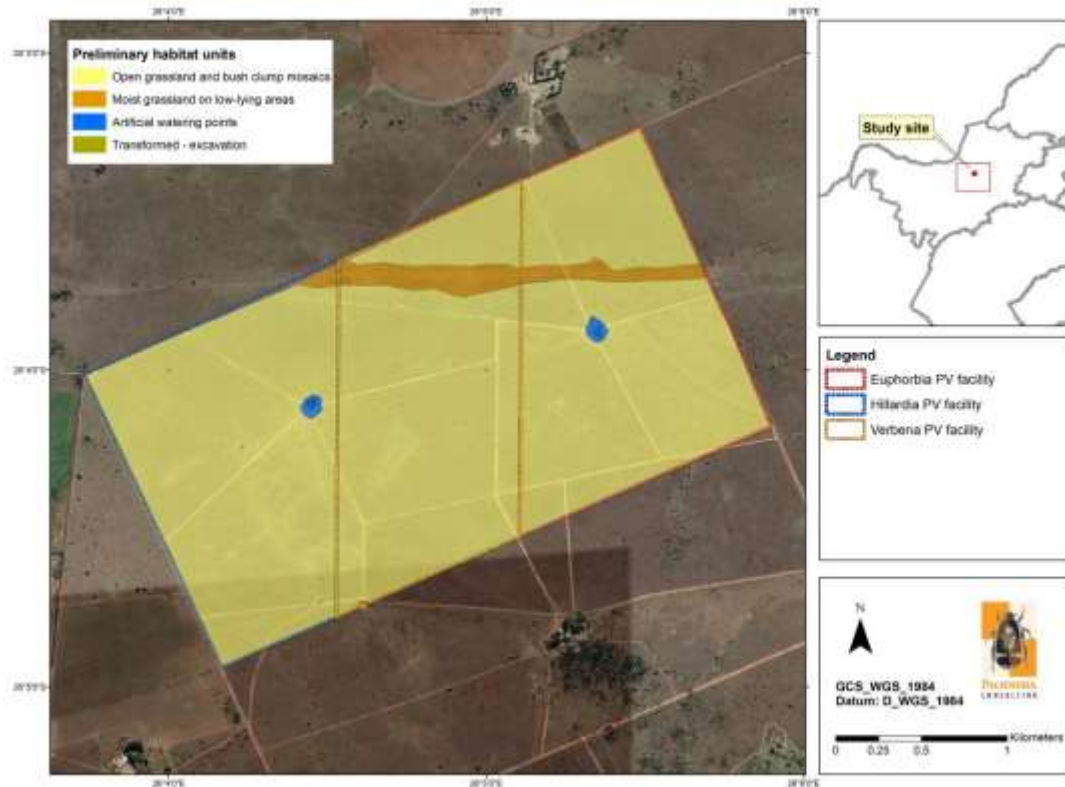 Preliminary habitat units
Open grassland and bush clump mosaics
Moist grassland on low-lying areas
Artificial watering points
Transformed - excavation
Study site
Legend
Euphorbia PV facility
Hillardia PV facility
Verbena PV facility
N
GCS_WGS_1984
Datum: D_WGS_1984
CONSULTING
Kilometers
0 0.25 0.5 1